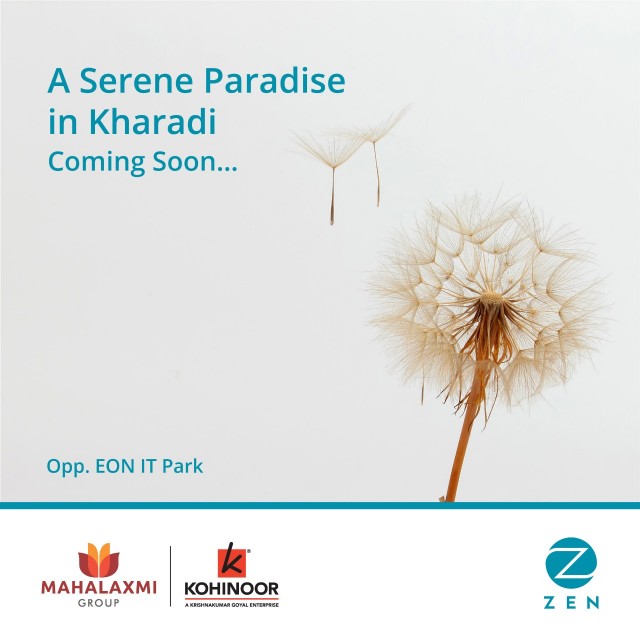 A Serene Paradise
in Kharadi
Coming Soon...
Opp. EON IT Park
MAHALAXMI
GROUP
k®
KOHINOOR
A KRISHNAKUMAR GOYAL ENTERPRISE
Z
ZEN